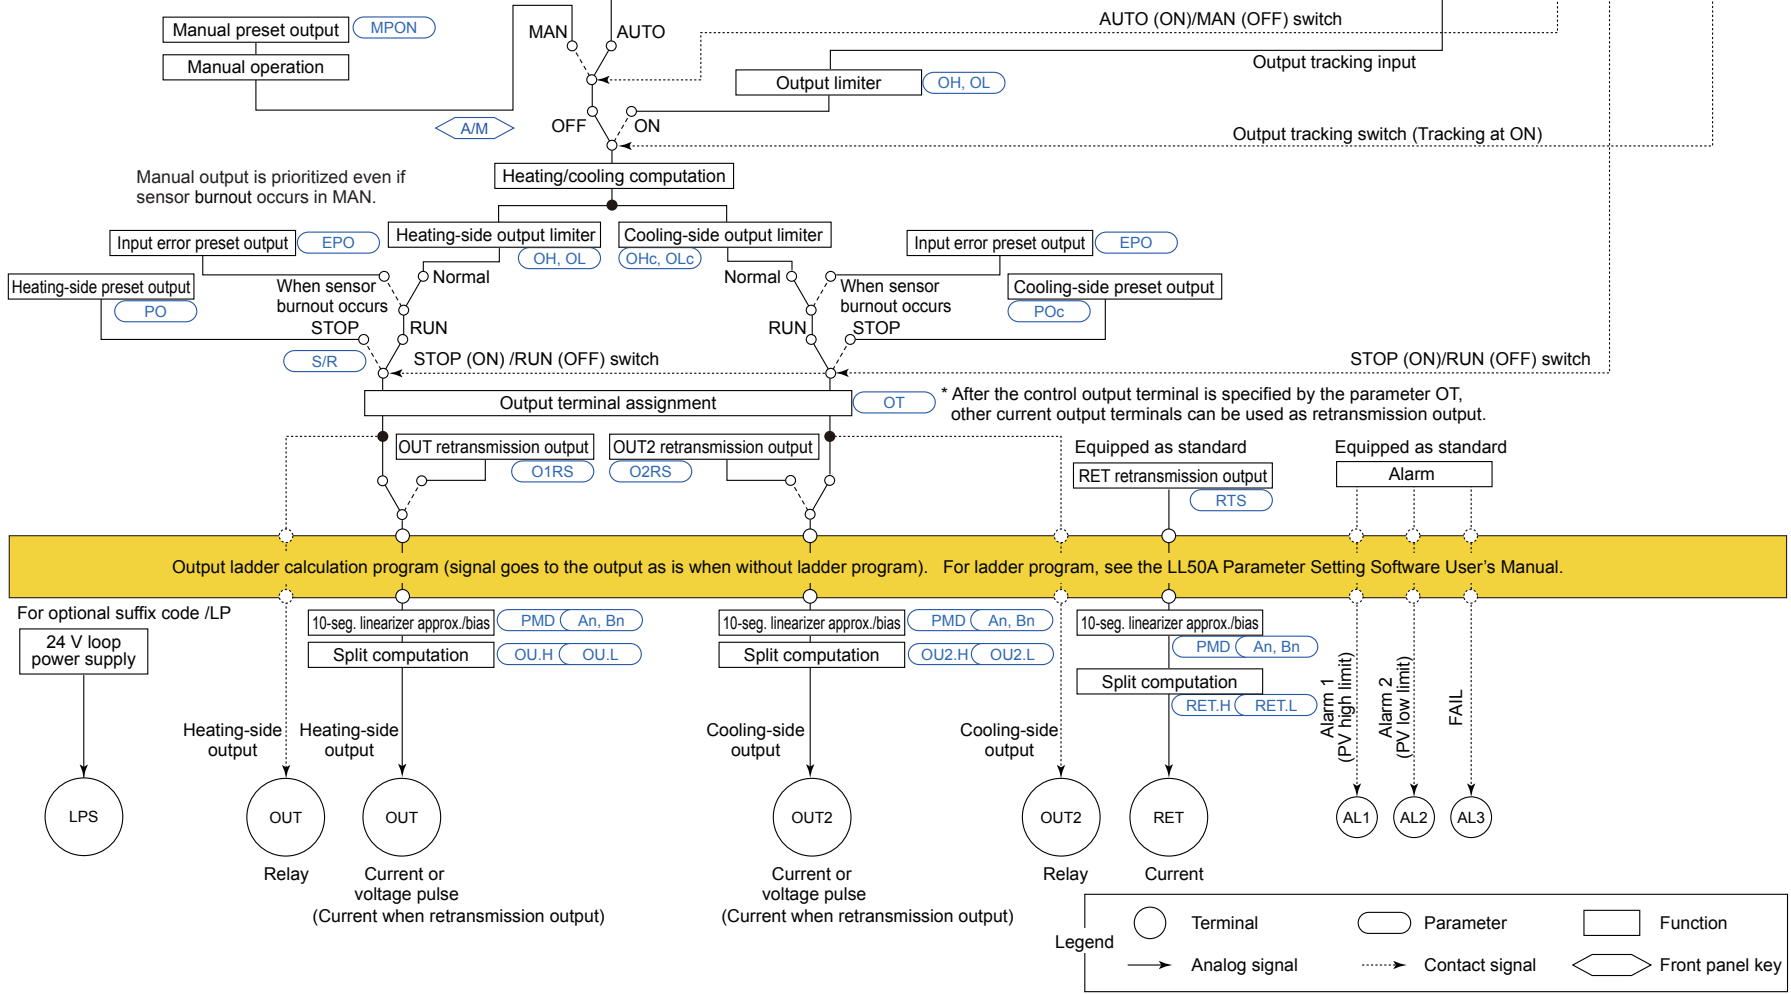 AUTO (ON)/MAN (OFF) switch
Manual preset output
MPON
MAN
AUTO
Manual operation
Output tracking input
Output limiter
OH, OL
A/M
OFF
ON
Output tracking switch (Tracking at ON)
Heating/cooling computation
Manual output is prioritized even if
sensor burnout occurs in MAN.
Input error preset output
EPO
Heating-side output limiter
Cooling-side output limiter
Input error preset output
EPO
OH, OL
OHc, OLc
Heating-side preset output
When sensor
burnout occurs
Normal
Normal
When sensor
burnout occurs
Cooling-side preset output
PO
POc
STOP
RUN
RUN
STOP
S/R
STOP (ON) /RUN (OFF) switch
STOP (ON)/RUN (OFF) switch
Output terminal assignment
OT
* After the control output terminal is specified by the parameter OT,
other current output terminals can be used as retransmission output.
OUT retransmission output
OUT2 retransmission output
Equipped as standard
Equipped as standard
O1RS
O2RS
RET retransmission output
Alarm
RTS
Output ladder calculation program (signal goes to the output as is when without ladder program). For ladder program, see the LL50A Parameter Setting Software User's Manual.
For optional suffix code /LP
24 V loop
power supply
10-seg. linearizer approx./bias
PMD
An, Bn
10-seg. linearizer approx./bias
PMD
An, Bn
10-seg. linearizer approx./bias
PMD
An, Bn
Split computation
OU.H
OU.L
Split computation
OU2.H
OU2.L
Split computation
RET.H
RET.L
Alarm 1
(PV high limit)
Alarm 2
(PV low limit)
FAIL
Heating-side
output
Heating-side
output
Cooling-side
output
Cooling-side
output
LPS
OUT
OUT
OUT2
OUT2
RET
AL1
AL2
AL3
Relay
Current or
voltage pulse
(Current when retransmission output)
Current or
voltage pulse
(Current when retransmission output)
Relay
Current
Legend
Terminal
Parameter
Function
Analog signal
Contact signal
Front panel key